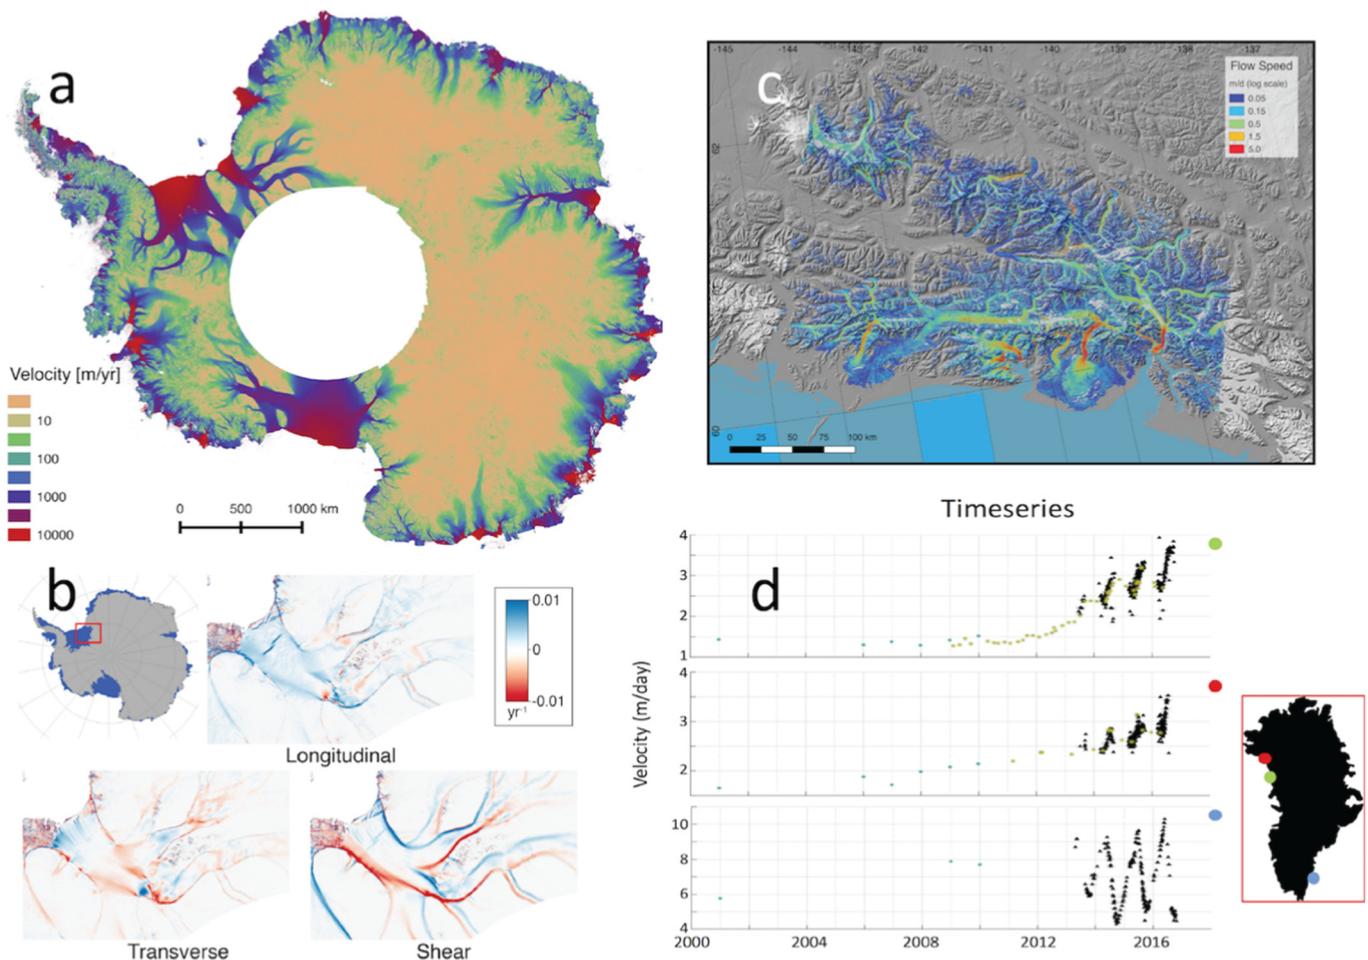 a
Velocity [m/yr]
10
100
1000
10000
0 500 1000 km
c
-145 -144 -143 -142 -141 -140 -139 -138 -137
Flow Speed
m/d (log scale)
0.05
0.15
0.5
1.5
5.0
62
60
0 25 50 75 100 km
b
0.01
0
-0.01
yr-1
Longitudinal
Transverse
Shear
Timeseries
d
Velocity (m/day)
4
3
2
1
4
3
2
10
8
6
4
2000 2004 2008 2012 2016